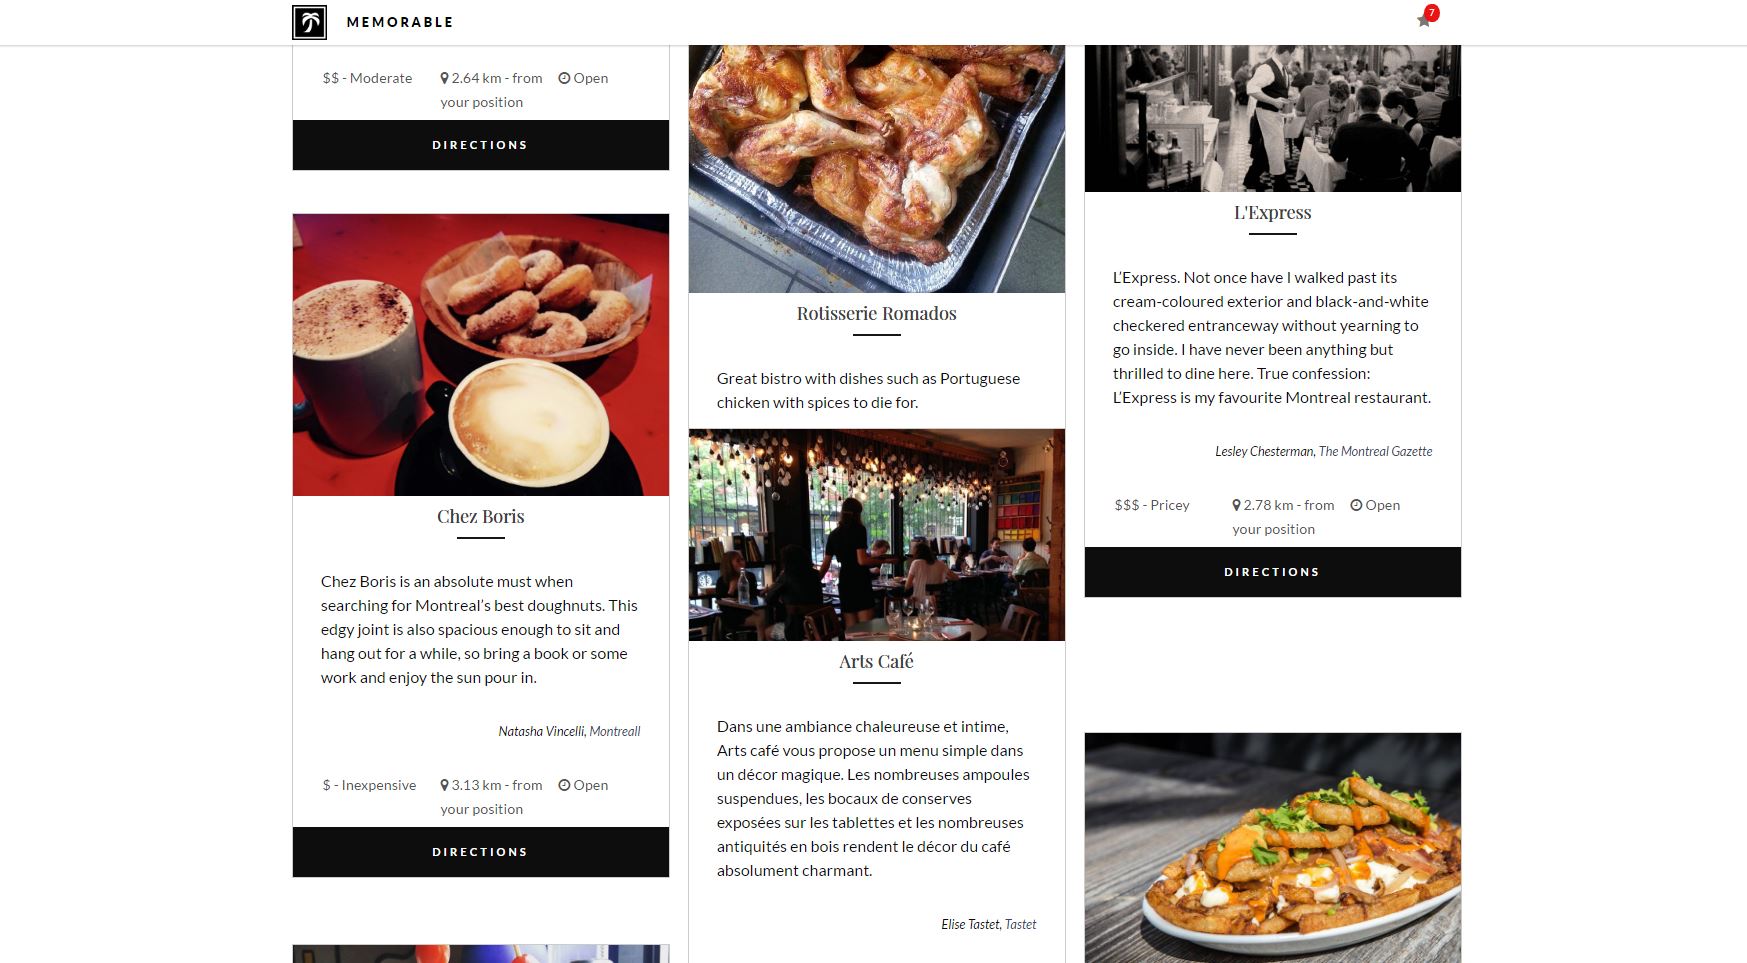 MEMORABLE
7
$$ - Moderate
2.64 km - from
your position
Open
DIRECTIONS
Chez Boris
Chez Boris is an absolute must when
searching for Montreal’s best doughnuts. This
edgy joint is also spacious enough to sit and
hang out for a while, so bring a book or some
work and enjoy the sun pour in.
Natasha Vincelli, Montreall
$ - Inexpensive
3.13 km - from
your position
Open
DIRECTIONS
Rotisserie Romados
Great bistro with dishes such as Portuguese
chicken with spices to die for.
Arts Café
Dans une ambiance chaleureuse et intime,
Arts café vous propose un menu simple dans
un décor magique. Les nombreuses ampoules
suspendues, les bocaux de conserves
exposées sur les tablettes et les nombreuses
antiquités en bois rendent le décor du café
absolument charmant.
Elise Tastet, Tastet
L'Express
L’Express. Not once have I walked past its
cream-coloured exterior and black-and-white
checkered entranceway without yearning to
go inside. I have never been anything but
thrilled to dine here. True confession:
L’Express is my favourite Montreal restaurant.
Lesley Chesterman, The Montreal Gazette
$$$ - Pricey
2.78 km - from
your position
Open
DIRECTIONS